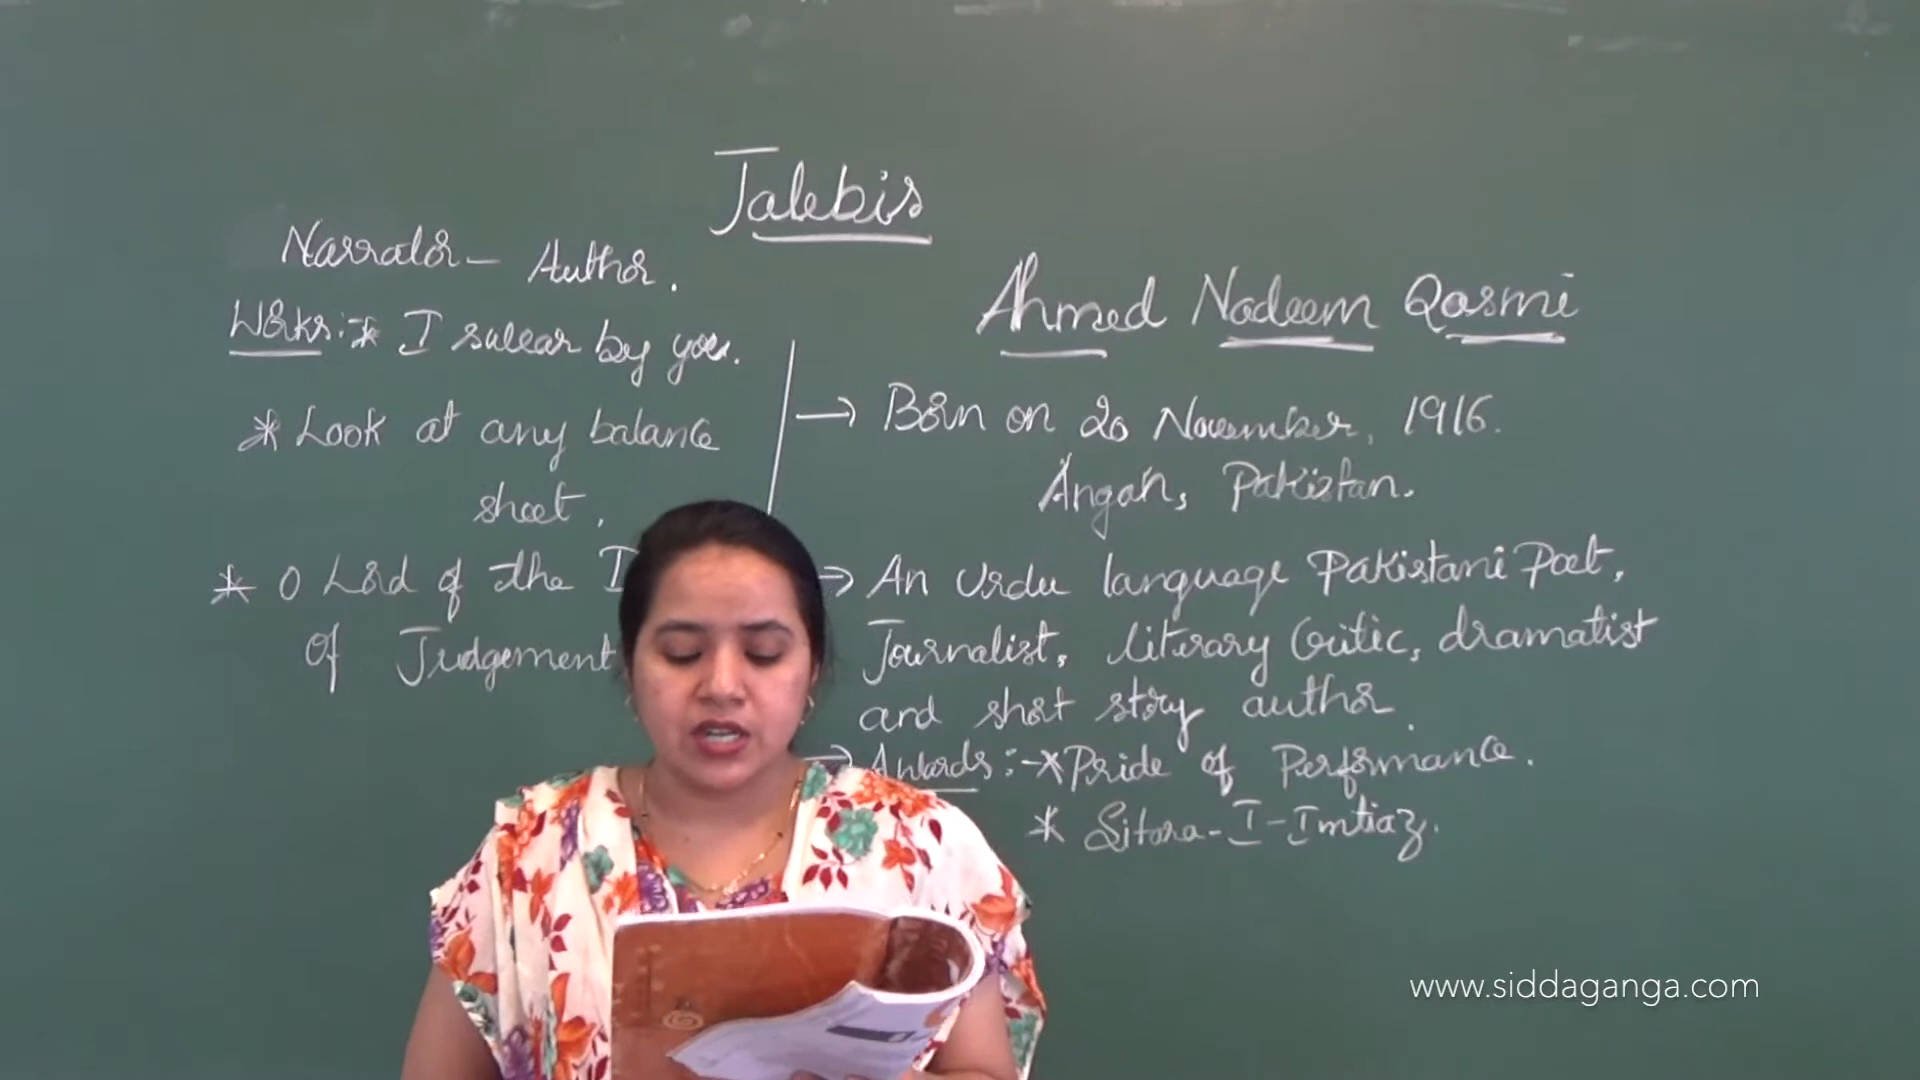 Jalebis
Narrator - Author.
Works:- * I swear by you.
* Look at any balance
sheet.
* O Lord of the
of Judgement
Ahmed Nadeem Qasmi
→ Born on 20 November, 1916.
Angah, Pakistan.
→ An Urdu language Pakistani Poet,
Journalist, literary Critic, dramatist
and short story author.
→ Awards :- * Pride of Performance.
* Sitara-I-Imtiaz.
www.siddaganga.com